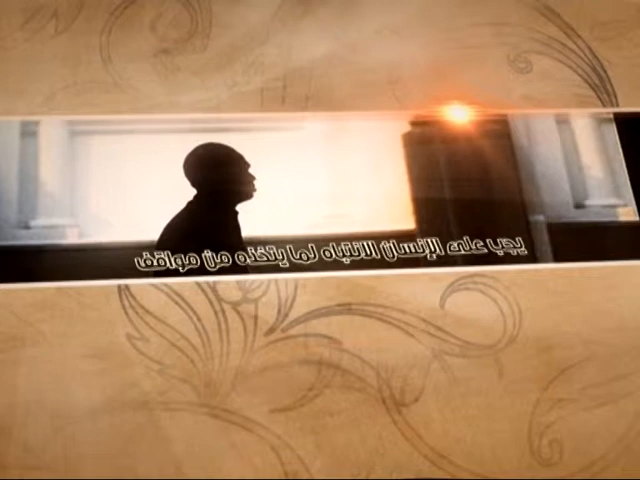 يجب على الإنسان الانتباه لما يتخذه من مواقف